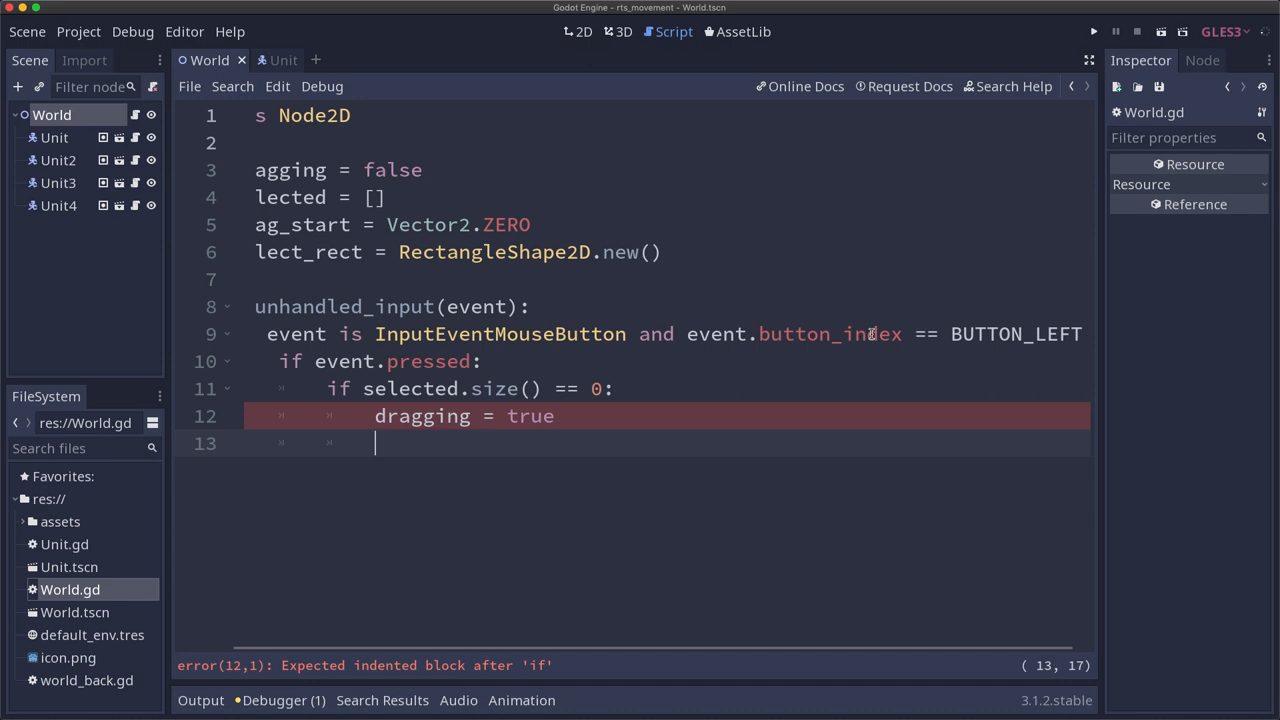 Godot Engine - rts_movement - World.tscn
Scene Project Debug Editor Help
2D 3D Script AssetLib
GLES3
Scene Import
World Unit
Inspector Node
Filter node
File Search Edit Debug
Online Docs Request Docs Search Help
World
Unit
Unit2
Unit3
Unit4
World.gd
Filter properties
Resource
Resource
Reference
1 s Node2D
2
3 agging = false
4 lected = []
5 ag_start = Vector2.ZERO
6 lect_rect = RectangleShape2D.new()
7
8 unhandled_input(event):
9 event is InputEventMouseButton and event.button_index == BUTTON_LEFT
10 if event.pressed:
11 if selected.size() == 0:
12 dragging = true
13
FileSystem
res://World.gd
Search files
Favorites:
res://
assets
Unit.gd
Unit.tscn
World.gd
World.tscn
default_env.tres
icon.png
world_back.gd
error(12,1): Expected indented block after 'if'
( 13, 17)
Output Debugger (1) Search Results Audio Animation
3.1.2.stable